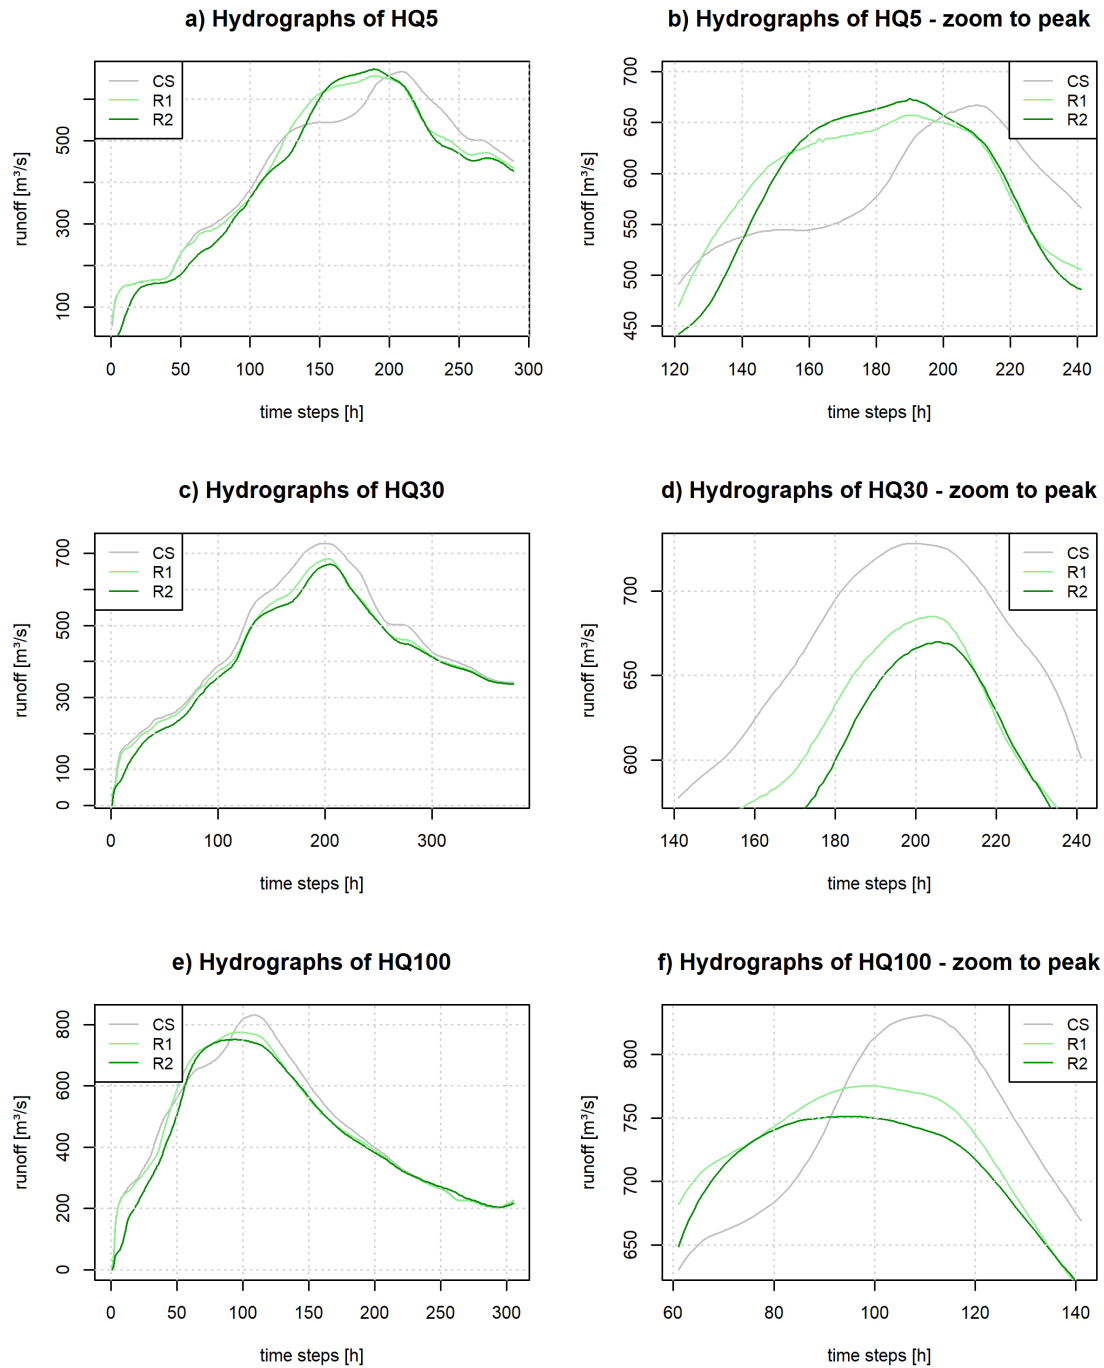 a) Hydrographs of HQ5
CS
R1
R2
runoff [m³/s]
100
300
500
0 50 100 150 200 250 300
time steps [h]
b) Hydrographs of HQ5 - zoom to peak
CS
R1
R2
runoff [m³/s]
450
500
550
600
650
700
120 140 160 180 200 220 240
time steps [h]
c) Hydrographs of HQ30
CS
R1
R2
runoff [m³/s]
0
100
300
500
700
0 100 200 300
time steps [h]
d) Hydrographs of HQ30 - zoom to peak
CS
R1
R2
runoff [m³/s]
600
650
700
140 160 180 200 220 240
time steps [h]
e) Hydrographs of HQ100
CS
R1
R2
runoff [m³/s]
0
200
400
600
800
0 50 100 150 200 250 300
time steps [h]
f) Hydrographs of HQ100 - zoom to peak
CS
R1
R2
runoff [m³/s]
650
700
750
800
60 80 100 120 140
time steps [h]